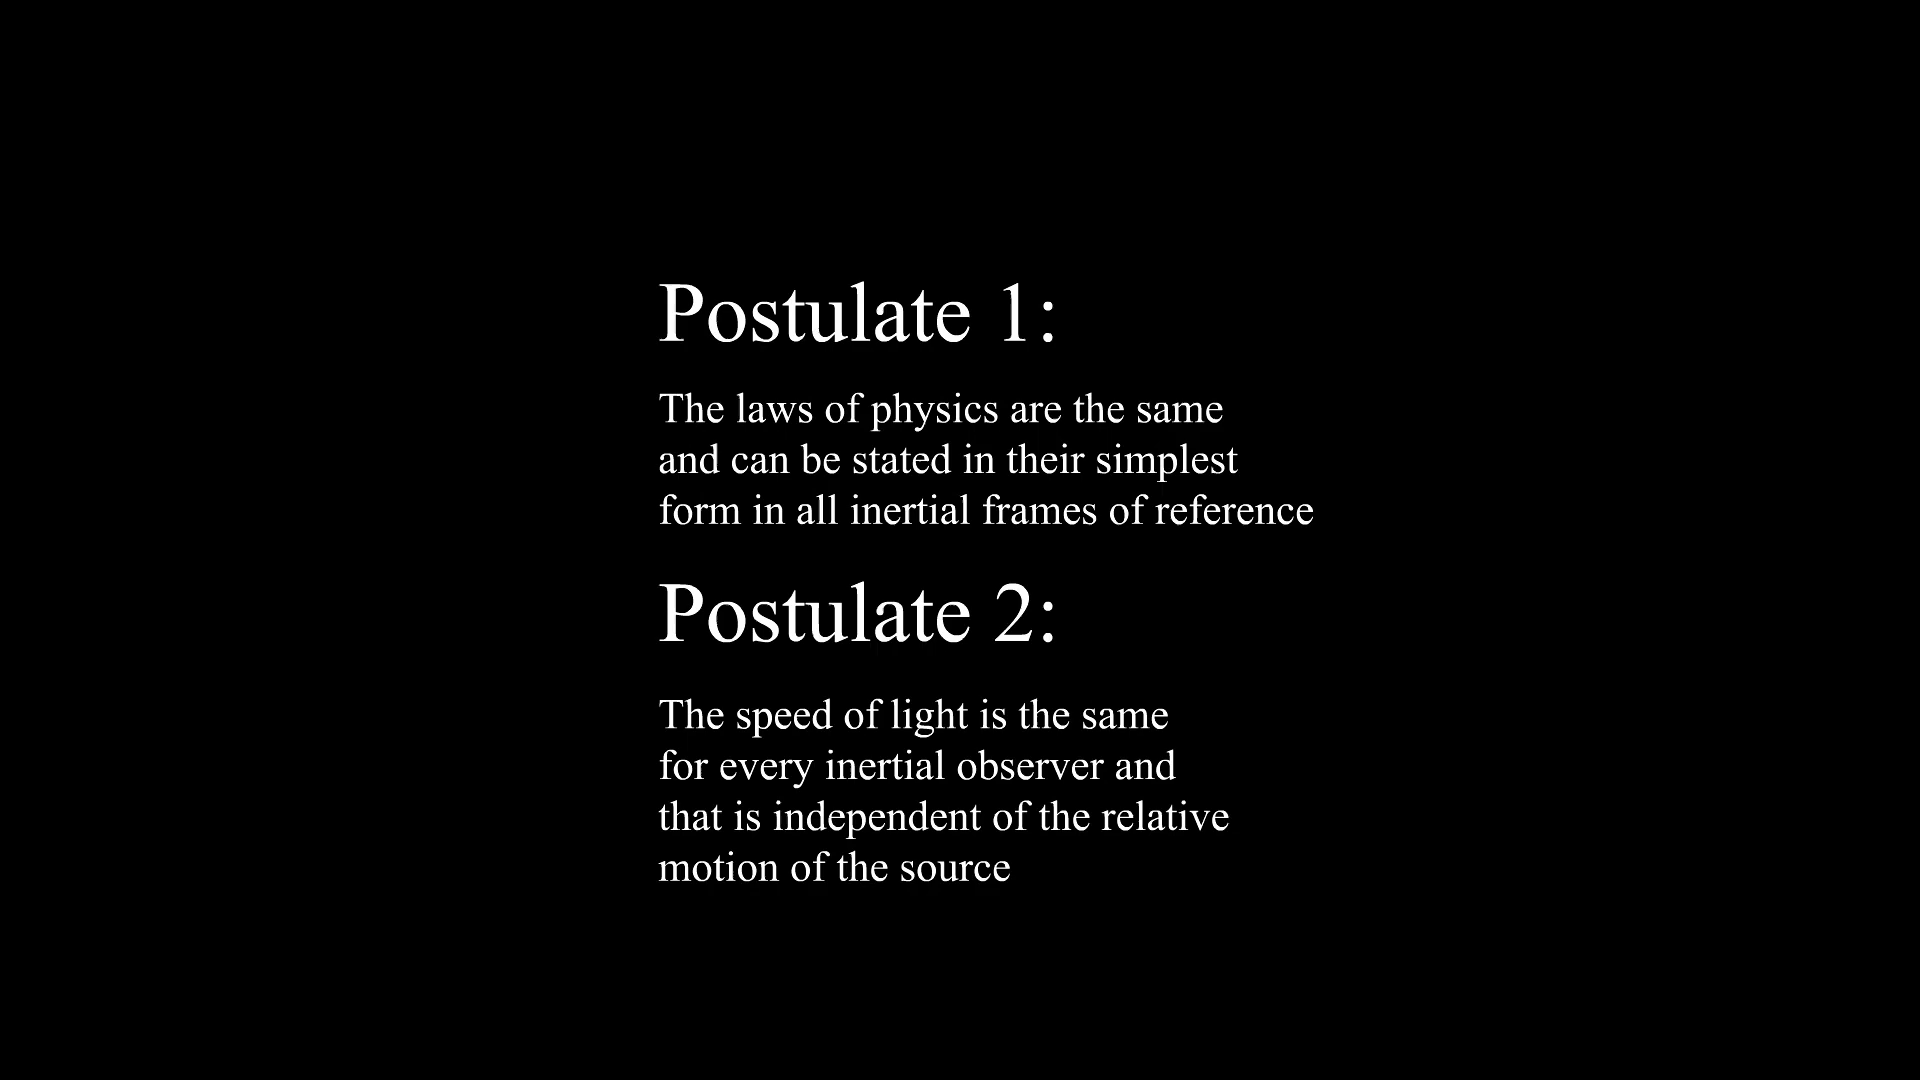 Postulate 1:
The laws of physics are the same
and can be stated in their simplest
form in all inertial frames of reference
Postulate 2:
The speed of light is the same
for every inertial observer and
that is independent of the relative
motion of the source